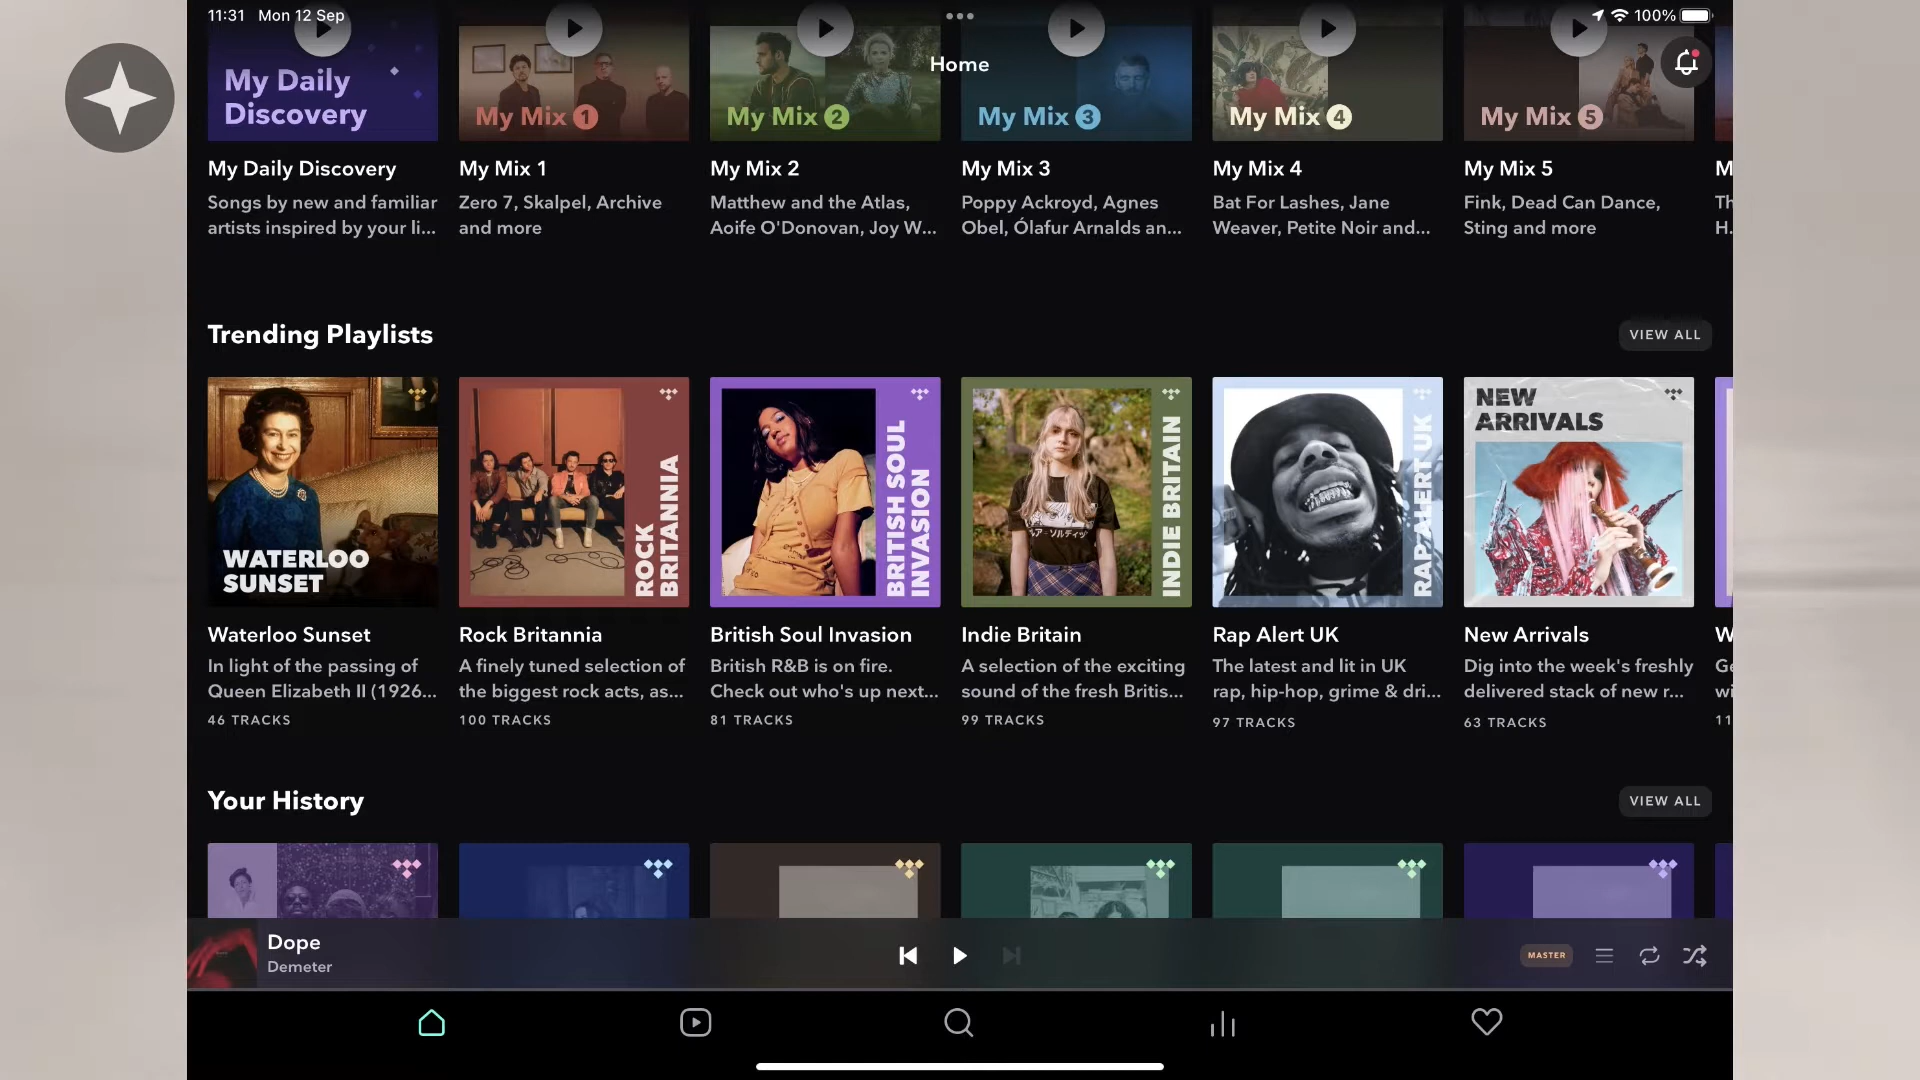 11:31 Mon 12 Sep
100%
Home
My Daily
Discovery
My Mix 1
My Mix 2
My Mix 3
My Mix 4
My Mix 5
My Daily Discovery
Songs by new and familiar
artists inspired by your li...
My Mix 1
Zero 7, Skalpel, Archive
and more
My Mix 2
Matthew and the Atlas,
Aoife O'Donovan, Joy W...
My Mix 3
Poppy Ackroyd, Agnes
Obel, Ólafur Arnalds an...
My Mix 4
Bat For Lashes, Jane
Weaver, Petite Noir and...
My Mix 5
Fink, Dead Can Dance,
Sting and more
M
Th
H.
Trending Playlists
VIEW ALL
WATERLOO
SUNSET
ROCK
BRITANNIA
BRITISH SOUL
INVASION
INDIE BRITAIN
RAP ALERT UK
NEW
ARRIVALS
Waterloo Sunset
In light of the passing of
Queen Elizabeth II (1926...
46 TRACKS
Rock Britannia
A finely tuned selection of
the biggest rock acts, as...
100 TRACKS
British Soul Invasion
British R&B is on fire.
Check out who's up next...
81 TRACKS
Indie Britain
A selection of the exciting
sound of the fresh Britis...
99 TRACKS
Rap Alert UK
The latest and lit in UK
rap, hip-hop, grime & dri...
97 TRACKS
New Arrivals
Dig into the week's freshly
delivered stack of new r...
63 TRACKS
W
Ge
wi
11
Your History
VIEW ALL
Dope
Demeter
MASTER